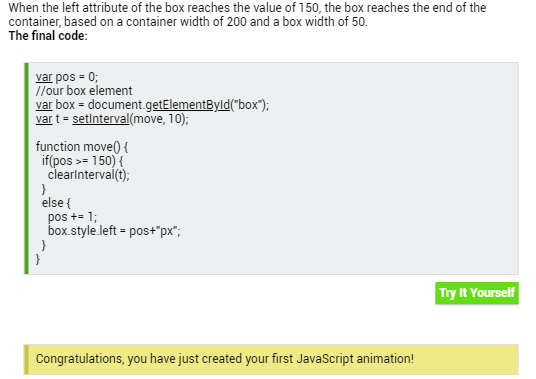 When the left attribute of the box reaches the value of 150, the box reaches the end of the
container, based on a container width of 200 and a box width of 50.
The final code:
var pos = 0;
//our box element
var box = document.getElementById("box");
var t = setInterval(move, 10);
function move() {
if(pos >= 150) {
clearInterval(t);
}
else {
pos += 1;
box.style.left = pos+"px";
}
}
Try It Yourself
Congratulations, you have just created your first JavaScript animation!